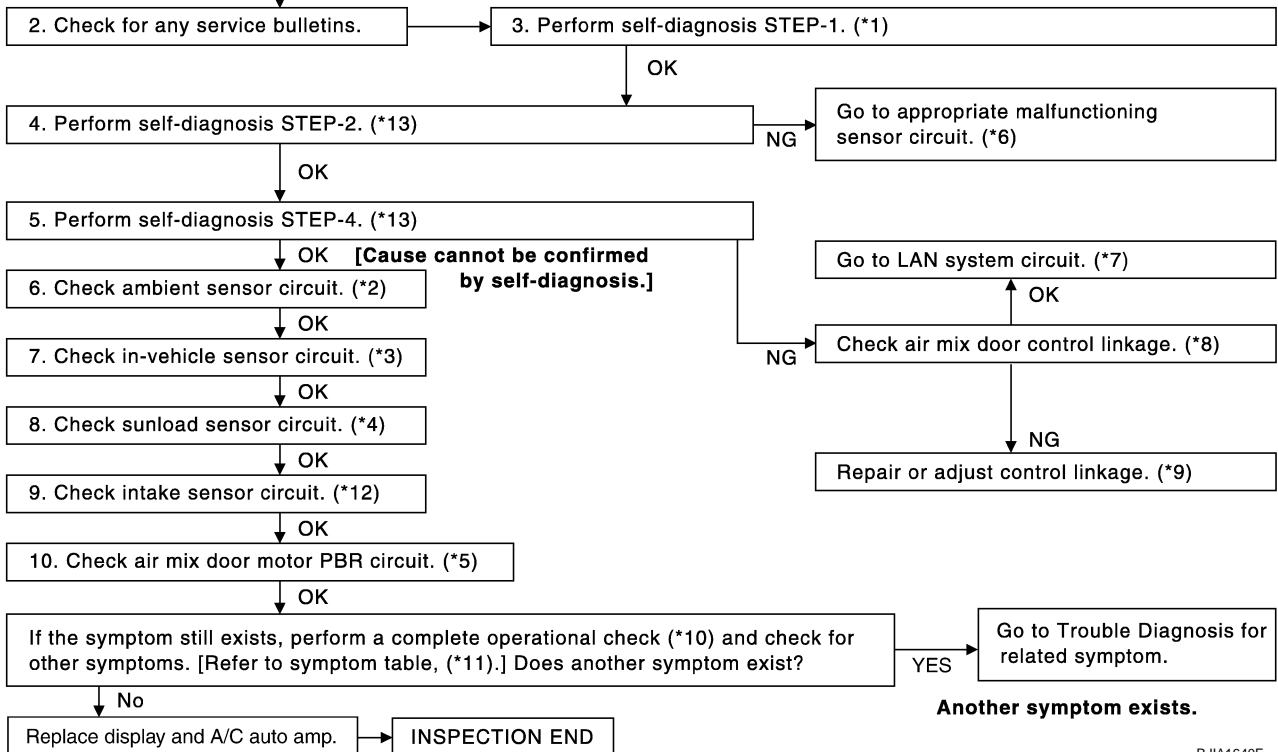 2. Check for any service bulletins.
3. Perform self-diagnosis STEP-1. (*1)
OK
4. Perform self-diagnosis STEP-2. (*13)
NG
Go to appropriate malfunctioning
sensor circuit. (*6)
OK
5. Perform self-diagnosis STEP-4. (*13)
OK
[Cause cannot be confirmed
by self-diagnosis.]
Go to LAN system circuit. (*7)
OK
6. Check ambient sensor circuit. (*2)
OK
NG
Check air mix door control linkage. (*8)
7. Check in-vehicle sensor circuit. (*3)
OK
8. Check sunload sensor circuit. (*4)
NG
OK
Repair or adjust control linkage. (*9)
9. Check intake sensor circuit. (*12)
OK
10. Check air mix door motor PBR circuit. (*5)
OK
If the symptom still exists, perform a complete operational check (*10) and check for
other symptoms. [Refer to symptom table, (*11).] Does another symptom exist?
YES
Go to Trouble Diagnosis for
related symptom.
No
Another symptom exists.
Replace display and A/C auto amp.
INSPECTION END